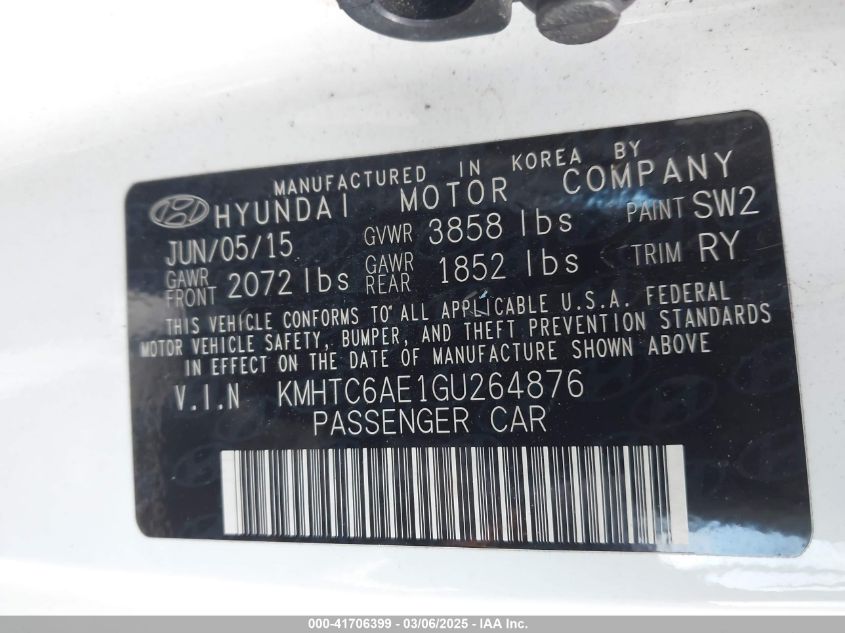 MANUFACTURED IN KOREA BY
HYUNDAI MOTOR COMPANY
JUN/05/15 GVWR 3858 lbs PAINT SW2
GAWR FRONT 2072 lbs GAWR REAR 1852 lbs TRIM RY
THIS VEHICLE CONFORMS TO ALL APPLICABLE U.S.A. FEDERAL
MOTOR VEHICLE SAFETY, BUMPER, AND THEFT PREVENTION STANDARDS
IN EFFECT ON THE DATE OF MANUFACTURE SHOWN ABOVE
V.I.N KMHTC6AE1GU264876
PASSENGER CAR
000-41706399 - 03/06/2025 - IAA Inc.